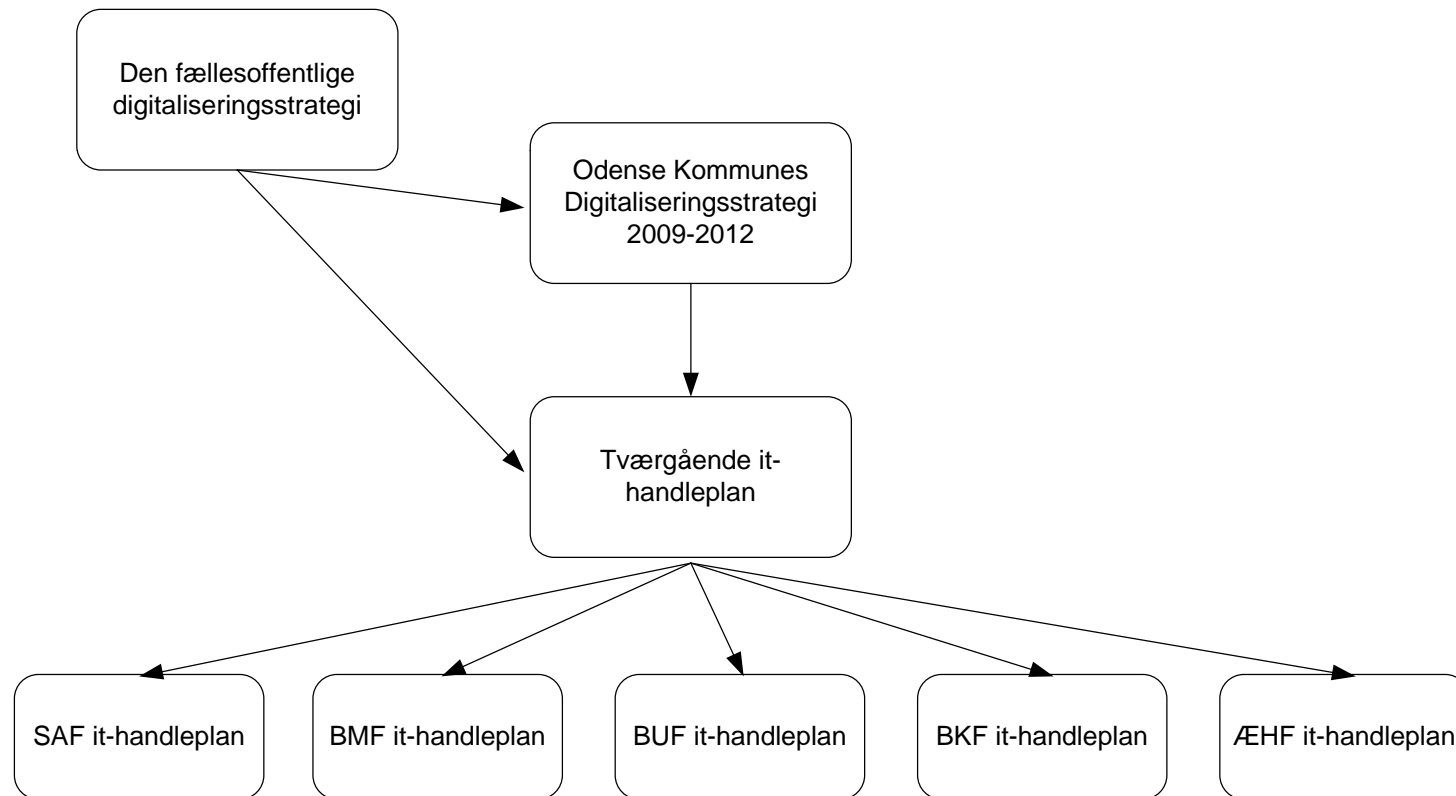 Den fællesoffentlige
digitaliseringsstrategi
Odense Kommunes
Digitaliseringsstrategi
2009-2012
Tværgående it-
handleplan
SAF it-handleplan
BMF it-handleplan
BUF it-handleplan
BKF it-handleplan
ÆHF it-handleplan